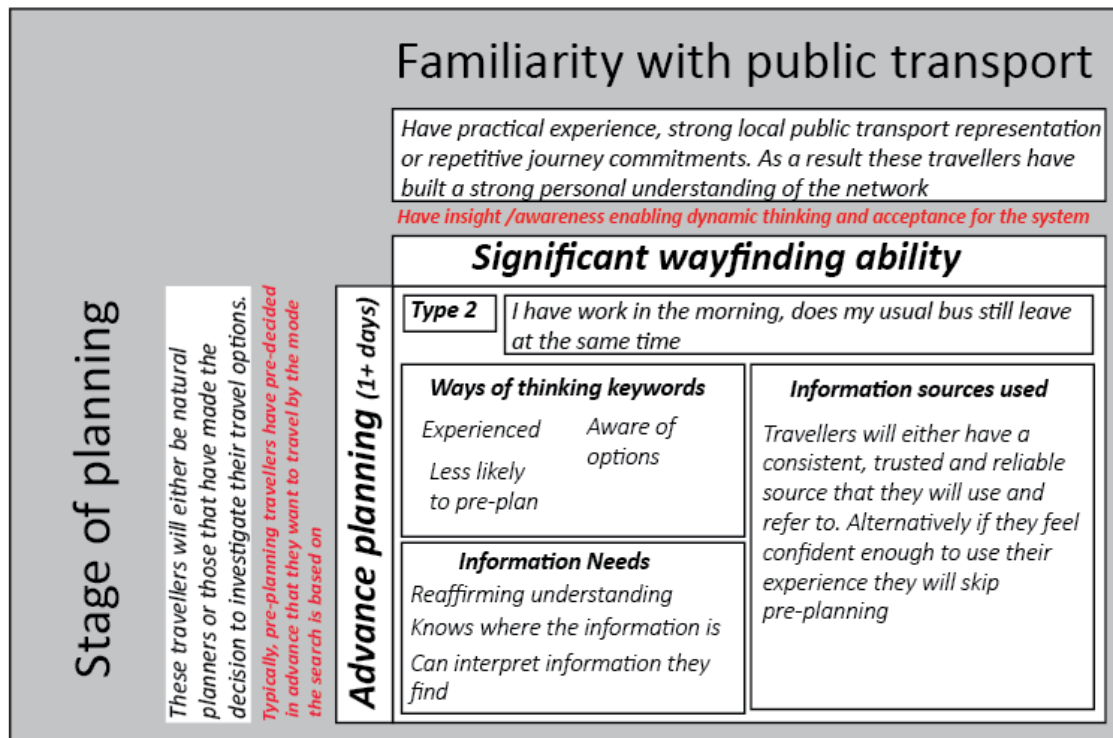 Familiarity with public transport
Have practical experience, strong local public transport representation
or repetitive journey commitments. As a result these travellers have
built a strong personal understanding of the network
Have insight /awareness enabling dynamic thinking and acceptance for the system
Significant wayfinding ability
Stage of planning
These travellers will either be natural
planners or those that have made the
decision to investigate their travel options.
Typically, pre-planning travellers have pre-decided
in advance that they want to travel by the mode
the search is based on
Advance planning (1+ days)
Type 2
I have work in the morning, does my usual bus still leave
at the same time
Ways of thinking keywords
Experienced
Less likely
to pre-plan
Aware of
options
Information Needs
Reaffirming understanding
Knows where the information is
Can interpret information they
find
Information sources used
Travellers will either have a
consistent, trusted and reliable
source that they will use and
refer to. Alternatively if they feel
confident enough to use their
experience they will skip
pre-planning